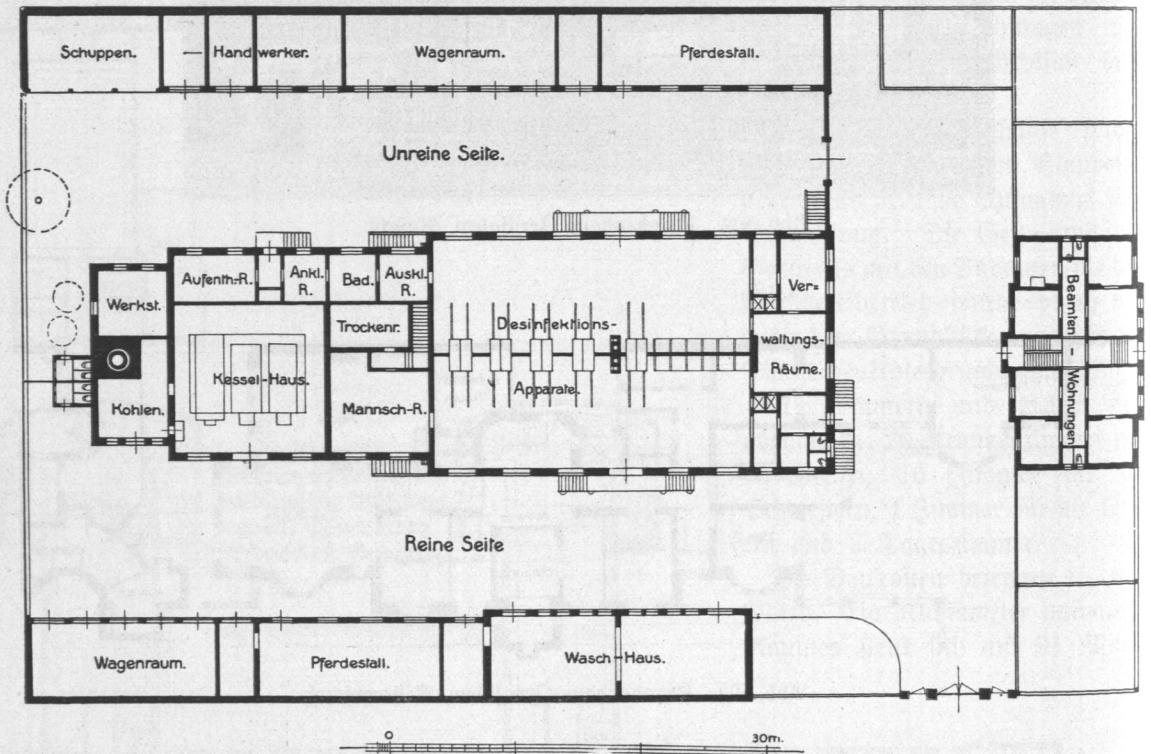 Schuppen.
Handwerker.
Wagenraum.
Pferdestall.
Unreine Seite.
Aufenth.-R.
Ankl.
R.
Bad.
Auskl.
R.
Ver=
Werkst.
Trockenr.
Desinfektions-
waltungs-
Kessel-Haus.
Apparate.
Räume.
Kohlen.
Mannsch-R.
Beamten-
Wohnungen.
Reine Seite
Wagenraum.
Pferdestall.
Wasch-Haus.
0
30m.